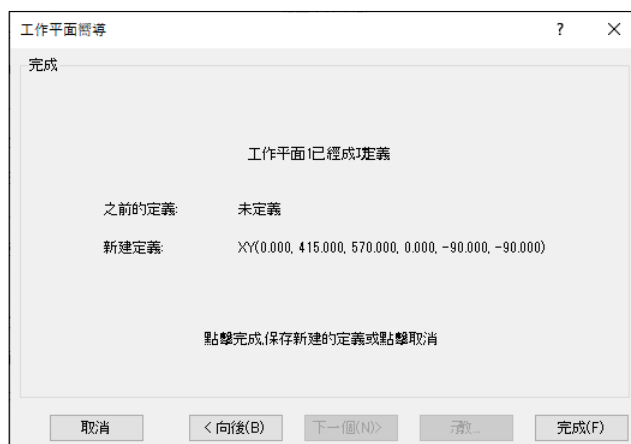 工作平面嚮導
?
完成
工作平面1已經成功定義
之前的定義:
未定義
新建定義:
XY(0.000, 415.000, 570.000, 0.000, -90.000, -90.000)
點擊完成,保存新建的定義或點擊取消
取消
< 向後(B)
下一個(N)>
完成(F)